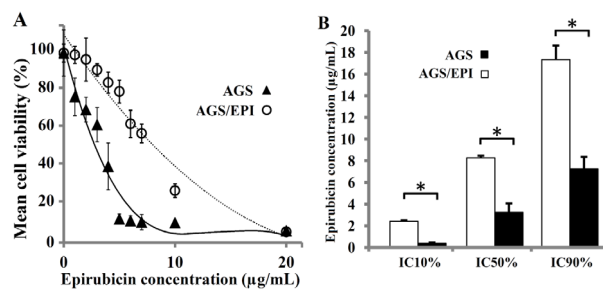 A
Mean cell viability (%)
100
80
60
40
20
0
0
10
20
Epirubicin concentration (µg/mL)
AGS
AGS/EPI
B
Epirubicin concentration (µg/mL)
20
18
16
14
12
10
8
6
4
2
0
AGS/EPI
AGS
*
*
*
IC10%
IC50%
IC90%